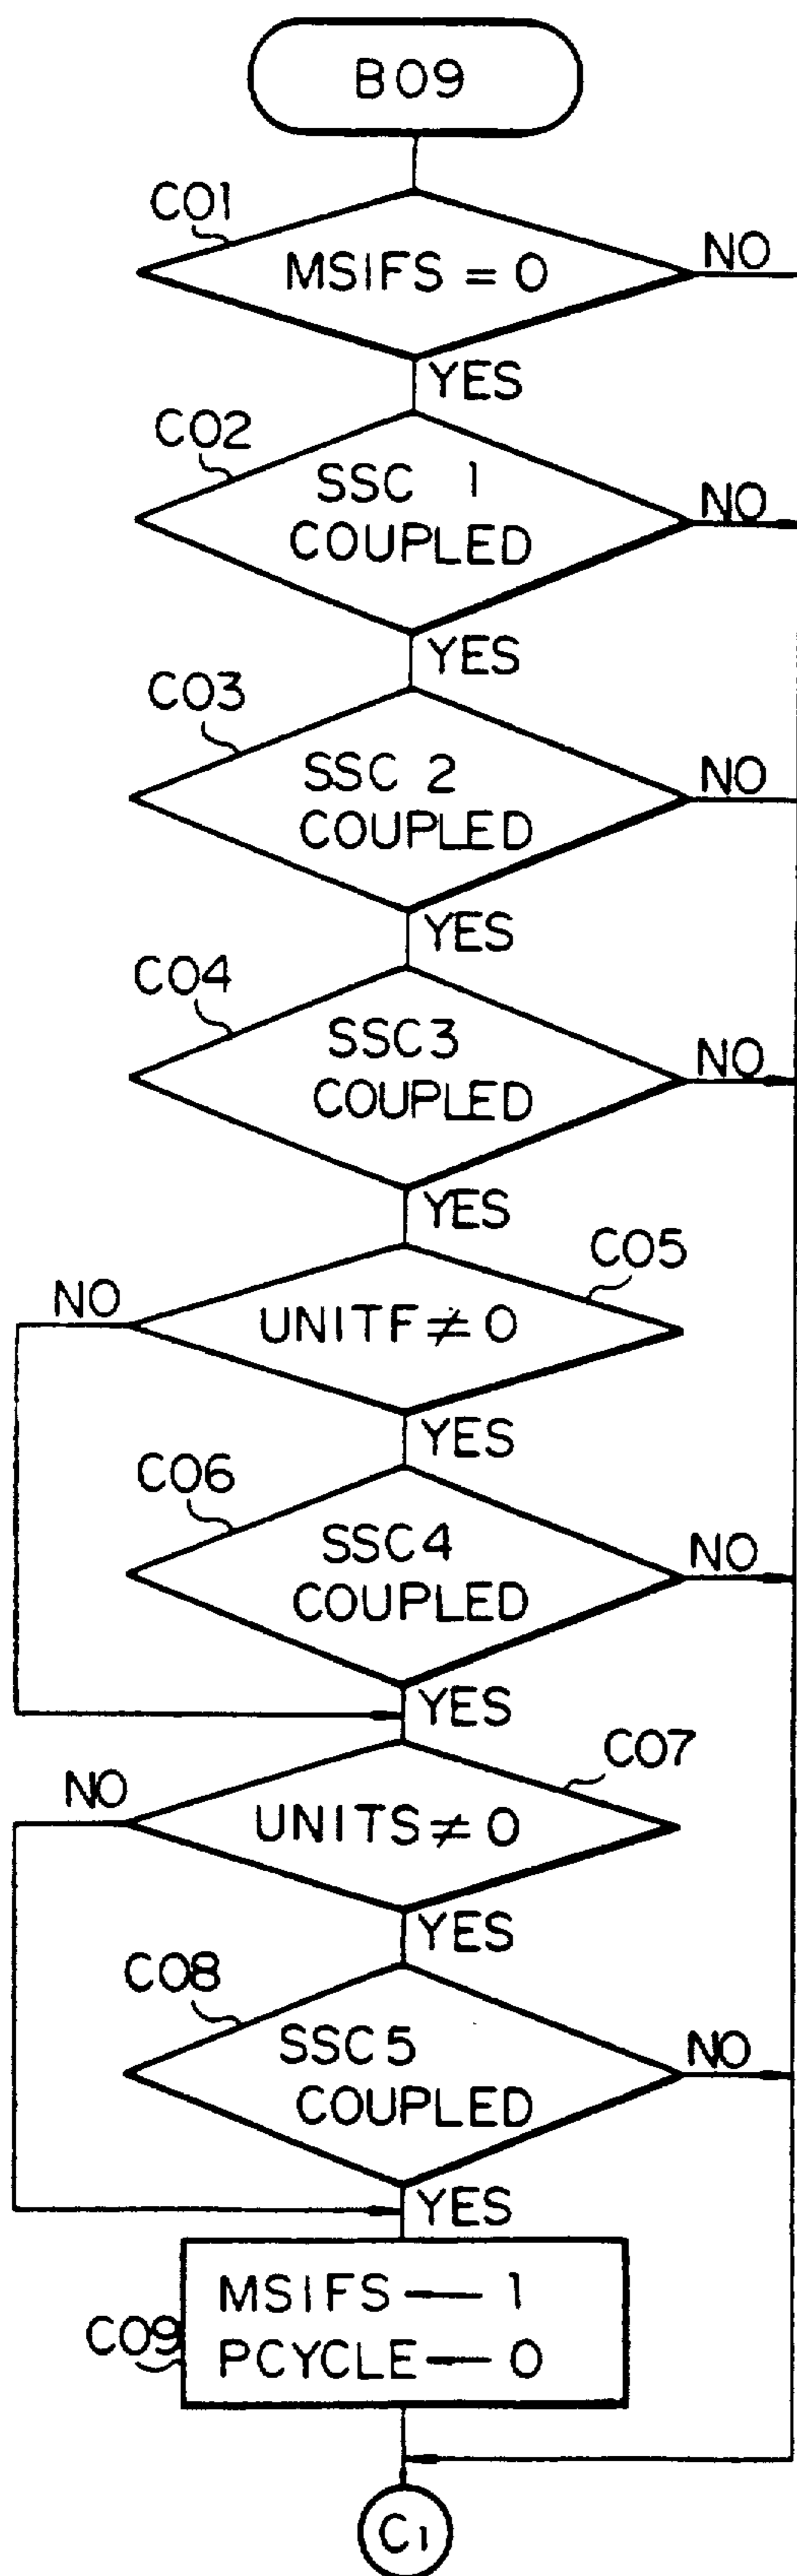 B09
C01
MSIFS = 0
NO
YES
C02
SSC 1
COUPLED
NO
YES
C03
SSC 2
COUPLED
NO
YES
C04
SSC3
COUPLED
NO
YES
C05
NO
UNITF ≠ 0
YES
C06
SSC4
COUPLED
NO
YES
C07
NO
UNITS ≠ 0
YES
C08
SSC5
COUPLED
NO
YES
MSIFS — 1
C09
PCYCLE — 0
C1